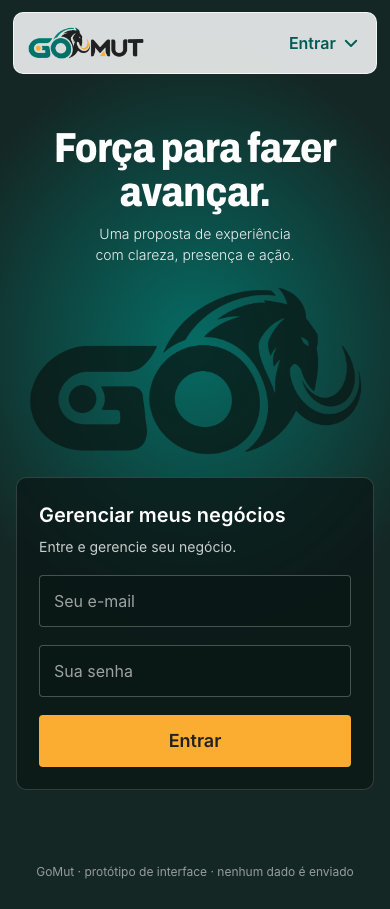 GOMUT
Entrar
Força para fazer
avançar.
Uma proposta de experiência
com clareza, presença e ação.
GO
Gerenciar meus negócios
Entre e gerencie seu negócio.
Seu e-mail
Sua senha
Entrar
GoMut · protótipo de interface · nenhum dado é enviado